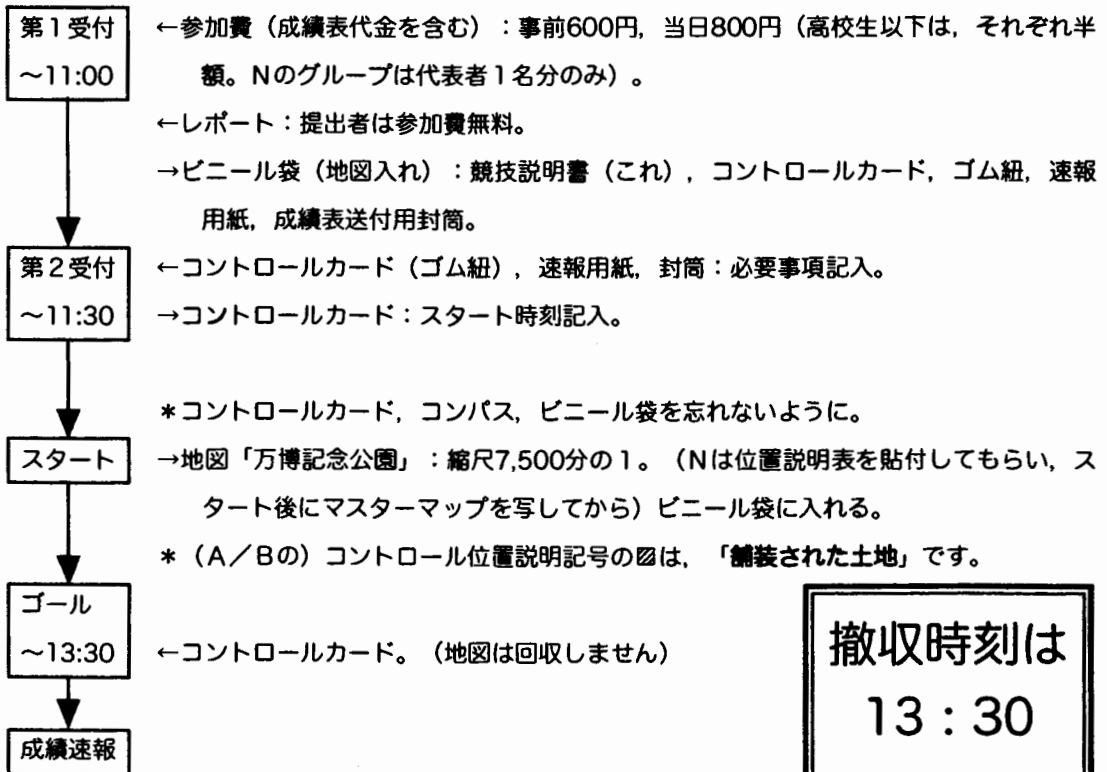 第1受付
~11:00
←参加費(成績表代金を含む):事前600円,当日800円(高校生以下は,それぞれ半
額。Nのグループは代表者1名分のみ)。
←レポート:提出者は参加費無料。
→ビニール袋(地図入れ):競技説明書(これ),コントロールカード,ゴム紐,速報
用紙,成績表送付用封筒。
第2受付
~11:30
←コントロールカード(ゴム紐),速報用紙,封筒:必要事項記入。
→コントロールカード:スタート時刻記入。
*コントロールカード,コンパス,ビニール袋を忘れないように。
スタート
→地図「万博記念公園」:縮尺7,500分の1。(Nは位置説明表を貼付してもらい,ス
タート後にマスターマップを写してから)ビニール袋に入れる。
*(A/Bの)コントロール位置説明記号の▨は,「舗装された土地」です。
ゴール
~13:30
←コントロールカード。(地図は回収しません)
成績速報
撤収時刻は
13:30